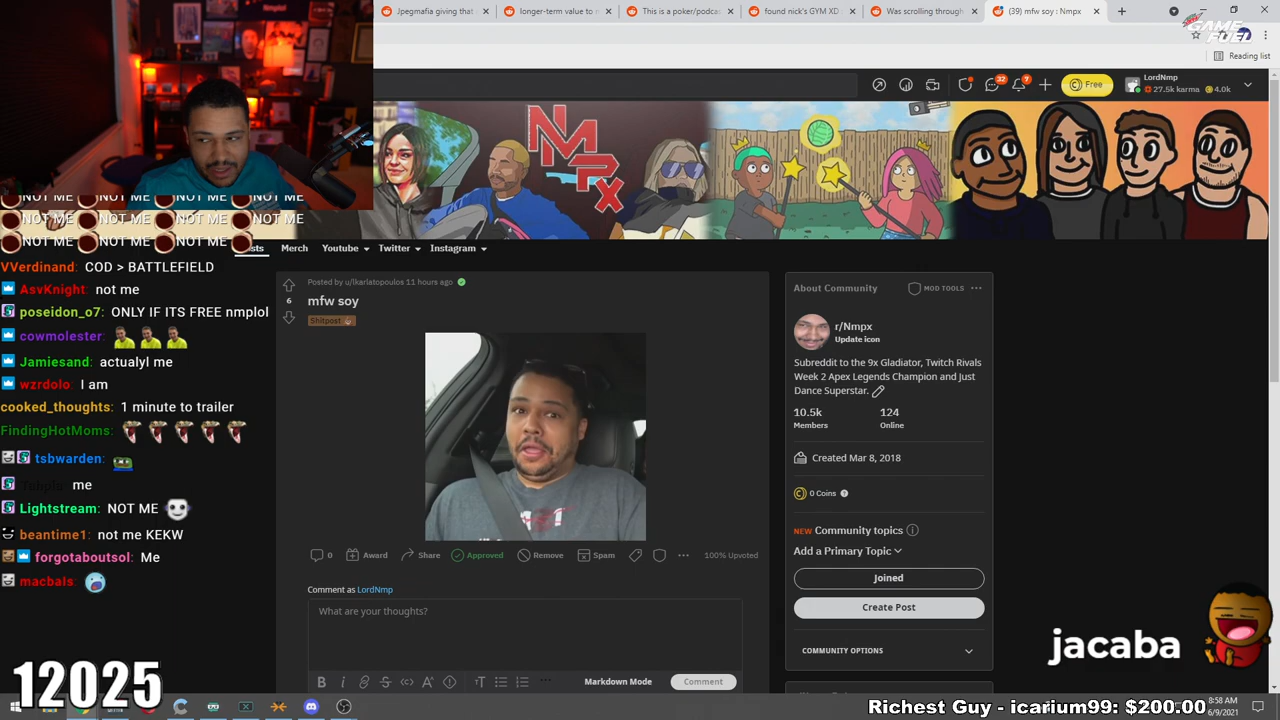 Jpegmafia giving that
longer-term value to n
This is a poker/podcas
found nick's GYM XD
Was scrolling through
(39) mfw soy : Nmpx
GAME FUEL
Reading list
32
7
Free
LordNmp
27.5k karma
4.0k
NMPX
NOT ME NOT ME NOT ME NOT ME
NOT ME NOT ME NOT ME NOT ME
NOT ME NOT ME NOT ME
sts
Merch
Youtube
Twitter
Instagram
VVerdinand: COD > BATTLEFIELD
AsvKnight: not me
poseidon_o7: ONLY IF ITS FREE nmplol
cowmolester:
Jamiesand: actualyl me
wzrdolo: I am
cooked_thoughts: 1 minute to trailer
FindingHotMoms:
tsbwarden:
me
Lightstream: NOT ME
beantime1: not me KEKW
forgotaboutsol: Me
macbals:
12025
Posted by u/lkarlatopoulos 11 hours ago
6
mfw soy
Shitpost
0
Award
Share
Approved
Remove
Spam
100% Upvoted
Comment as LordNmp
What are your thoughts?
Markdown Mode
Comment
About Community
MOD TOOLS
r/Nmpx
Update icon
Subreddit to the 9x Gladiator, Twitch Rivals
Week 2 Apex Legends Champion and Just
Dance Superstar.
10.5k
124
Members
Online
Created Mar 8, 2018
0 Coins
NEW Community topics
Add a Primary Topic
Joined
Create Post
COMMUNITY OPTIONS
jacaba
Richest Guy - icarium99: $200.00
8:58 AM
6/9/2021